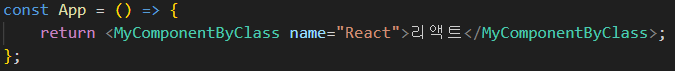 const App = () => {
    return <MyComponentByClass name="React">리액트</MyComponentByClass>;
};